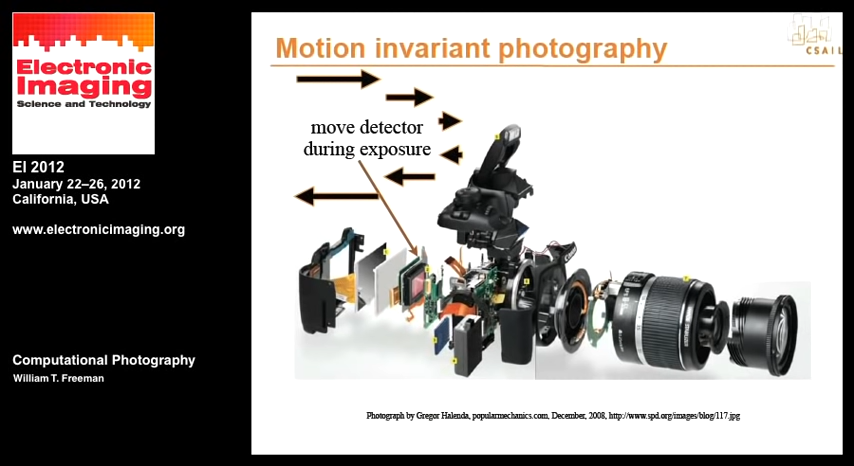 Electronic
Imaging
Science and Technology
EI 2012
January 22–26, 2012
California, USA
www.electronicimaging.org
Computational Photography
William T. Freeman
Motion invariant photography
CSAIL
move detector
during exposure
Photograph by Gregor Halenda, popularmechanics.com, December, 2008, http://www.spd.org/images/blog/117.jpg